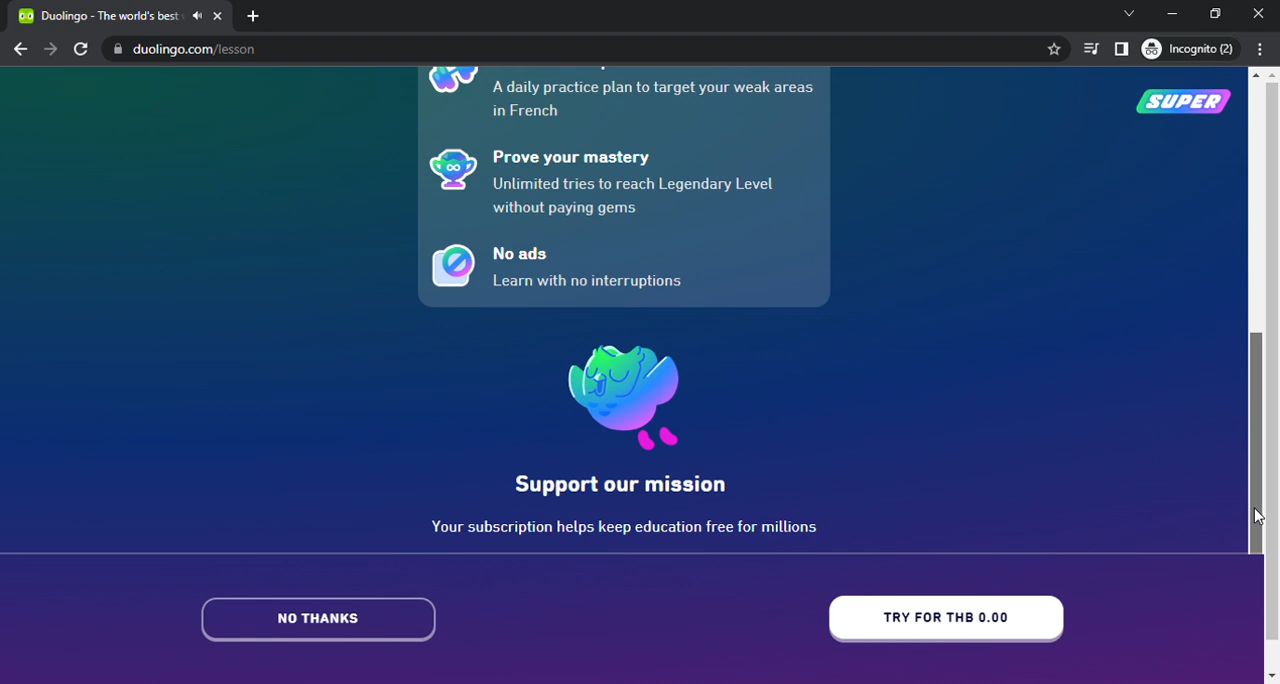 Duolingo - The world's best
duolingo.com/lesson
Incognito (2)
SUPER
A daily practice plan to target your weak areas
in French
Prove your mastery
Unlimited tries to reach Legendary Level
without paying gems
No ads
Learn with no interruptions
Support our mission
Your subscription helps keep education free for millions
NO THANKS
TRY FOR THB 0.00